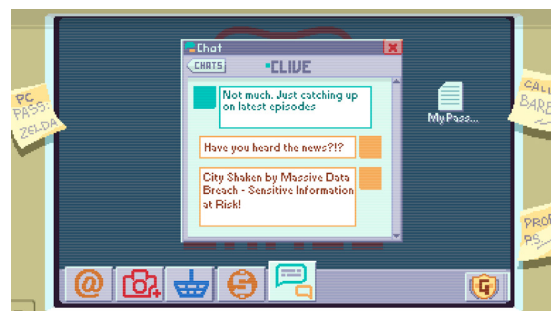 Chat
CHATS
CLIVE
Not much. Just catching up
on latest episodes
Have you heard the news?!?
City Shaken by Massive Data
Breach - Sensitive Information
at Risk!
MyPass...
PC
PASS:
ZELDA
CALL
BARB
PS
@
S
G